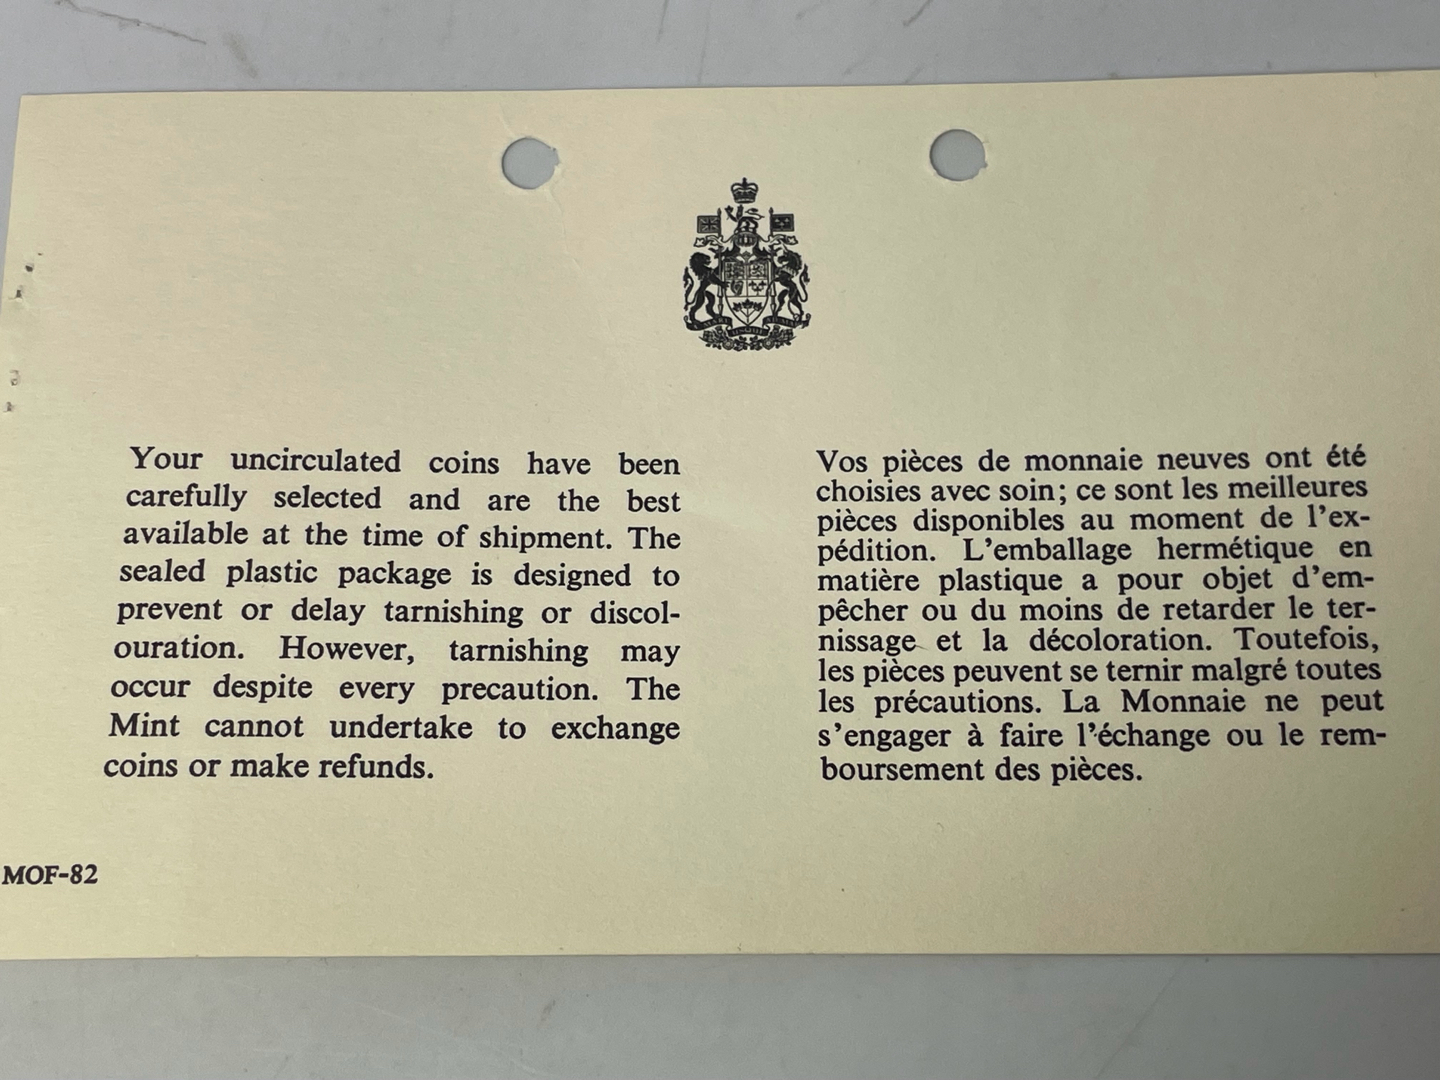 Your uncirculated coins have been
carefully selected and are the best
available at the time of shipment. The
sealed plastic package is designed to
prevent or delay tarnishing or discol-
ouration. However, tarnishing may
occur despite every precaution. The
Mint cannot undertake to exchange
coins or make refunds.
Vos pièces de monnaie neuves ont été
choisies avec soin; ce sont les meilleures
pièces disponibles au moment de l'ex-
pédition. L'emballage hermétique en
matière plastique a pour objet d'em-
pêcher ou du moins de retarder le ter-
nissage et la décoloration. Toutefois,
les pièces peuvent se ternir malgré toutes
les précautions. La Monnaie ne peut
s'engager à faire l'échange ou le rem-
boursement des pièces.
MOF-82